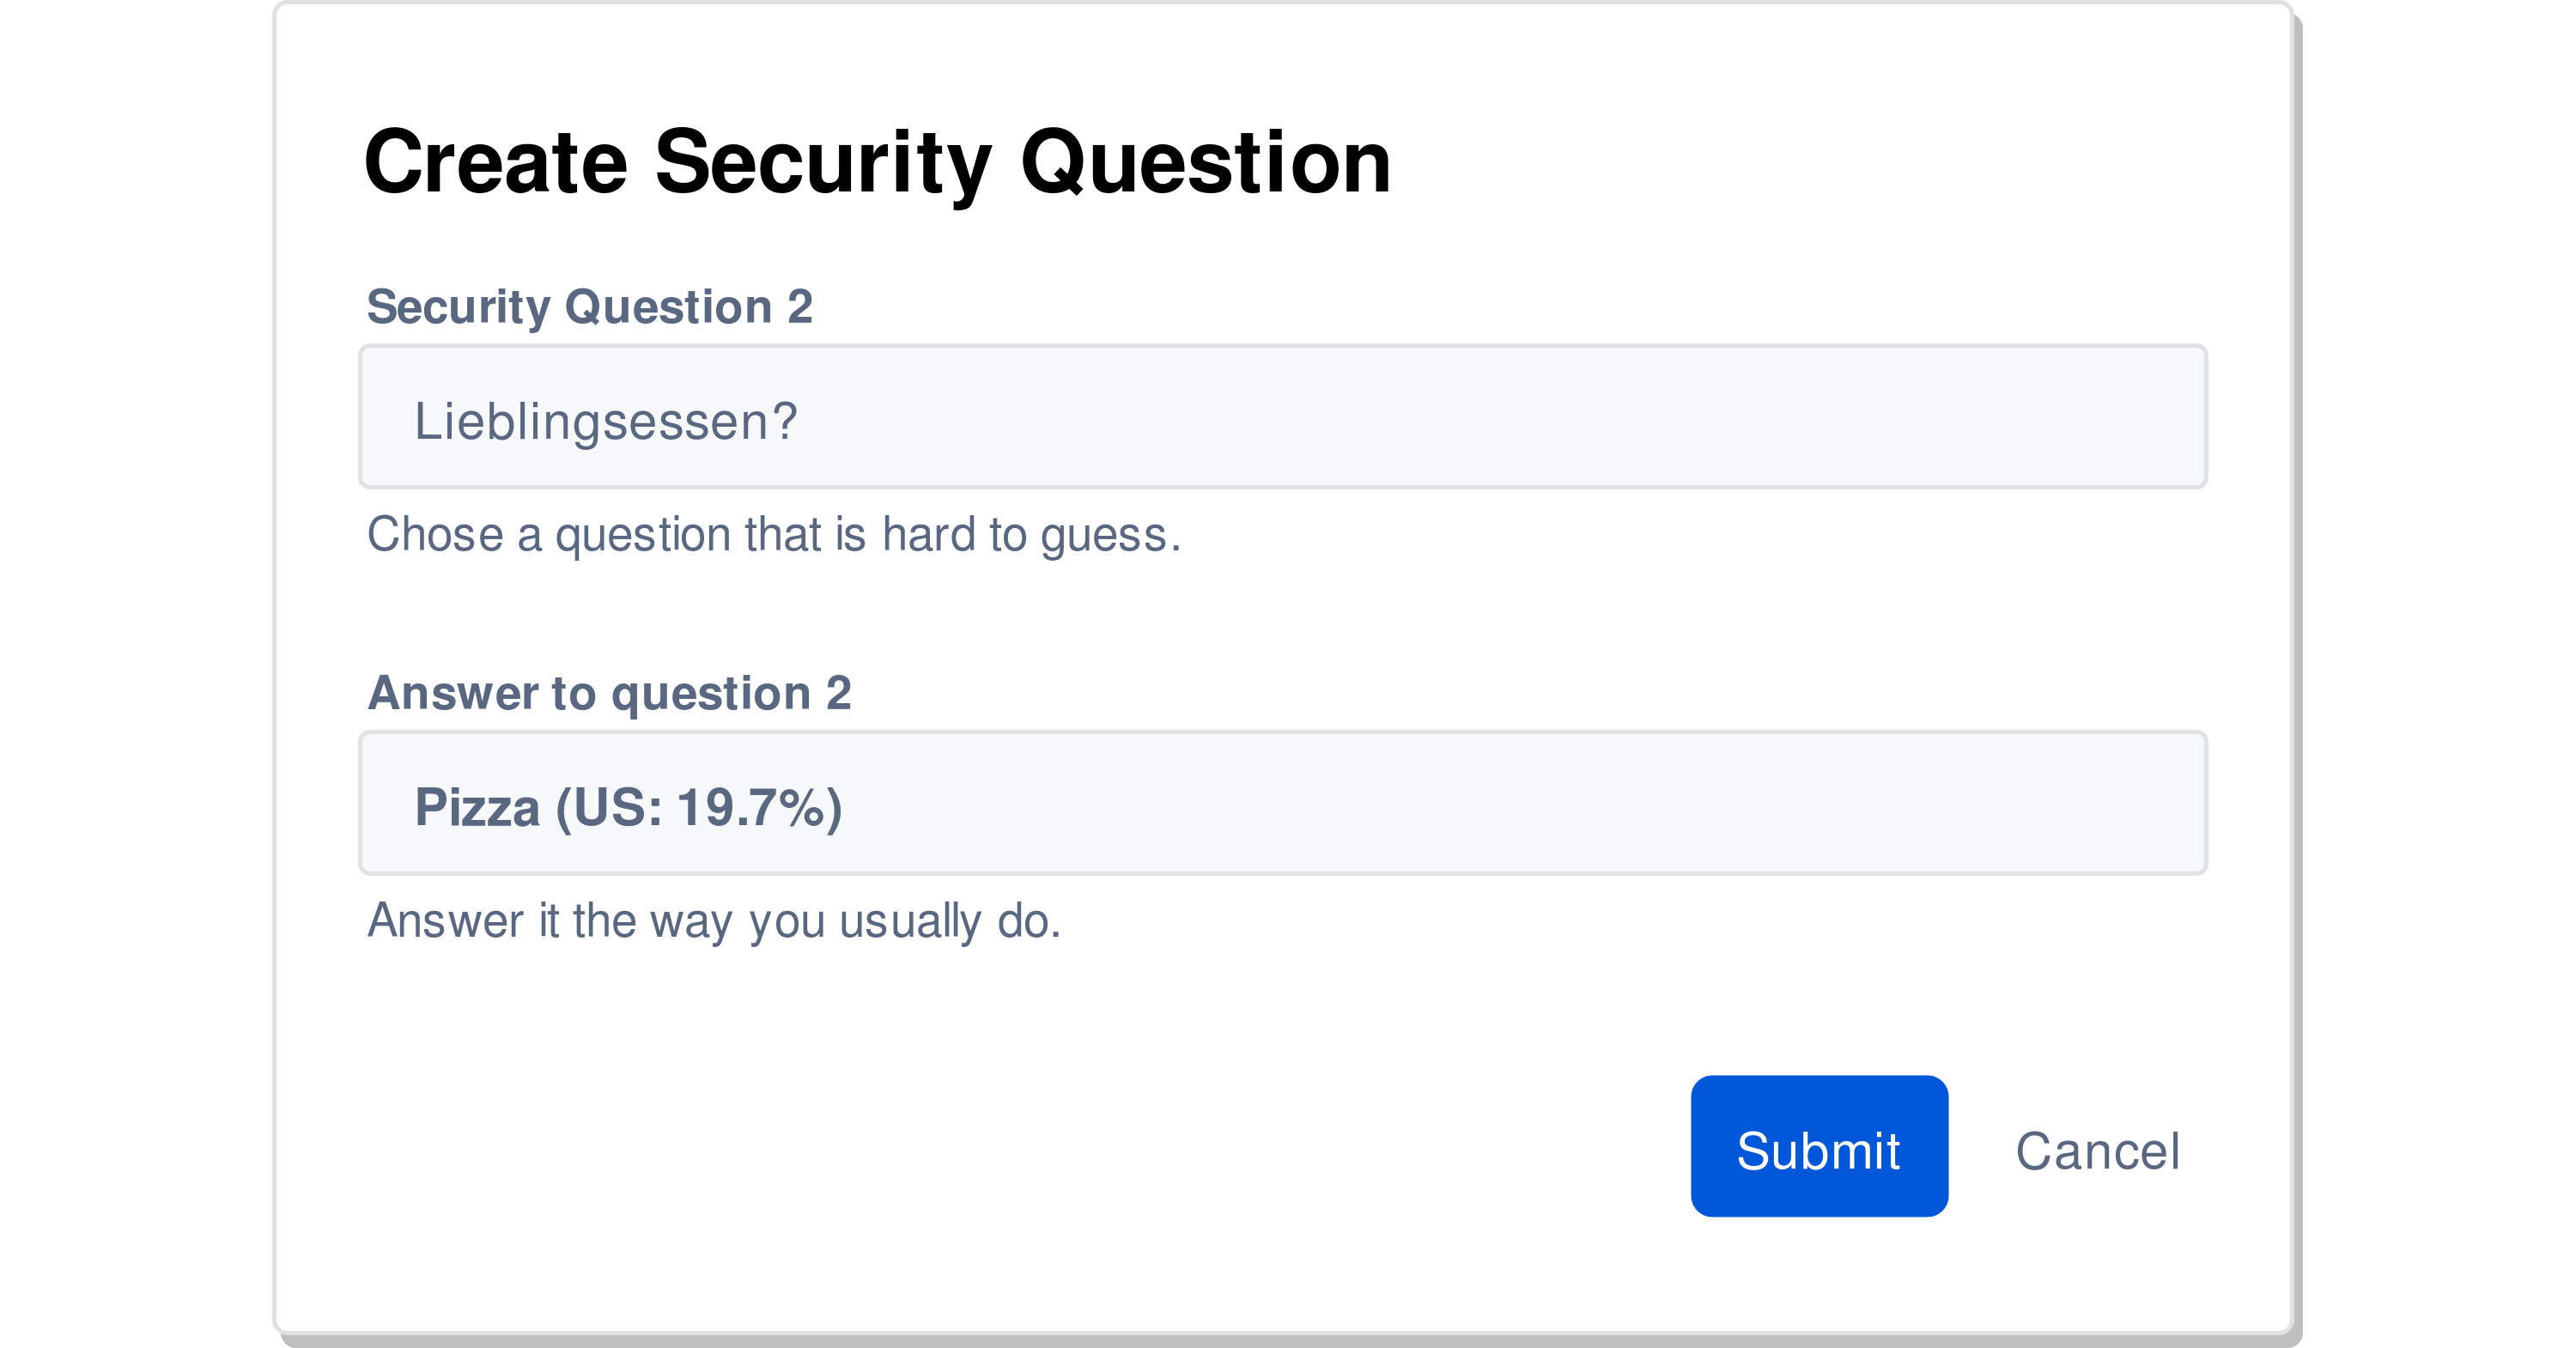 Create Security Question
Security Question 2
Lieblingsessen?
Chose a question that is hard to guess.
Answer to question 2
Pizza (US: 19.7%)
Answer it the way you usually do.
Submit Cancel